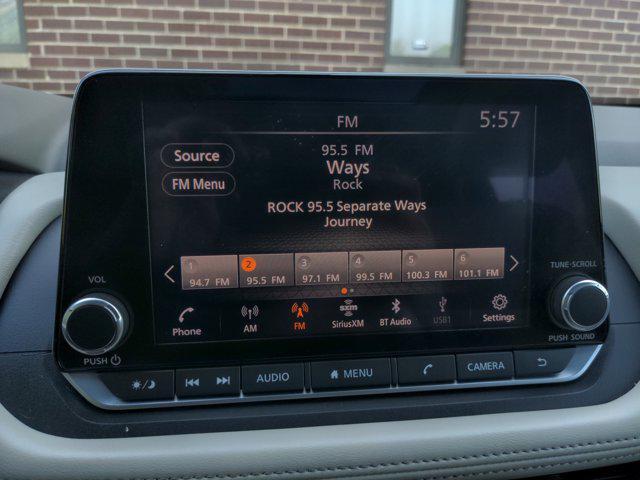 FM
5:57
Source
FM Menu
95.5 FM
Ways
Rock
ROCK 95.5 Separate Ways
Journey
1 2 3 4 5 6
94.7 FM 95.5 FM 97.1 FM 99.5 FM 100.3 FM 101.1 FM
Phone AM FM SXM SiriusXM BT Audio USB1 Settings
VOL
PUSH
TUNE·SCROLL
PUSH SOUND
AUDIO MENU CAMERA